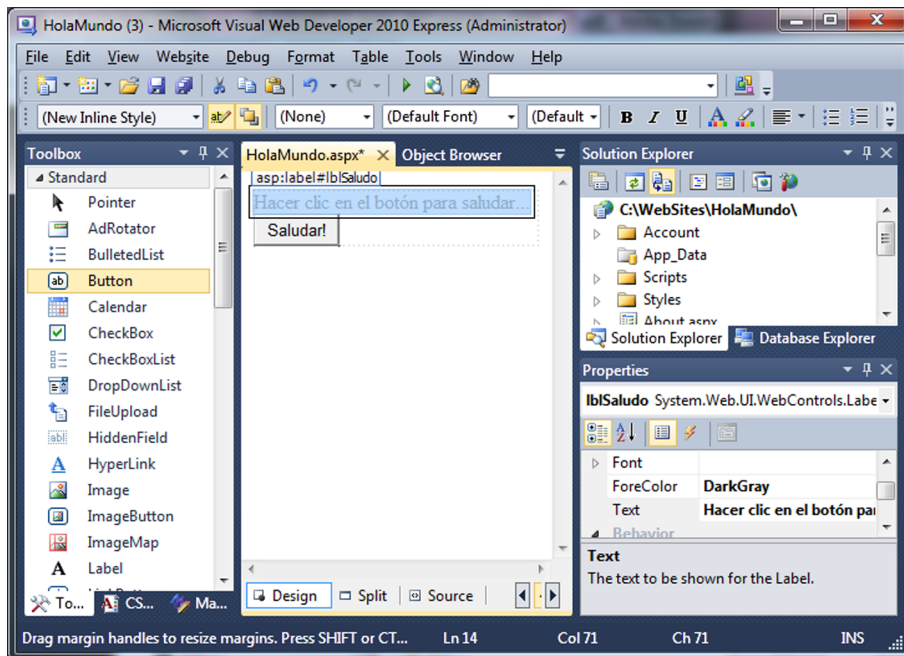 HolaMundo (3) - Microsoft Visual Web Developer 2010 Express (Administrator)
File Edit View Website Debug Format Table Tools Window Help
(New Inline Style) (None) (Default Font) (Default B I U A
Toolbox
Standard
Pointer
AdRotator
BulletedList
ab Button
Calendar
CheckBox
CheckBoxList
DropDownList
FileUpload
abl HiddenField
A HyperLink
Image
ImageButton
ImageMap
A Label
To... CS... Ma...
HolaMundo.aspx* Object Browser
asp:label#lblSaludo
Hacer clic en el botón para saludar...
Saludar!
Design Split Source
Solution Explorer
C:\WebSites\HolaMundo\
Account
App_Data
Scripts
Styles
About.aspx
Solution Explorer Database Explorer
Properties
lblSaludo System.Web.UI.WebControls.Labe
Font
ForeColor DarkGray
Text Hacer clic en el botón par
Behavior
Text
The text to be shown for the Label.
Drag margin handles to resize margins. Press SHIFT or CT... Ln 14 Col 71 Ch 71 INS